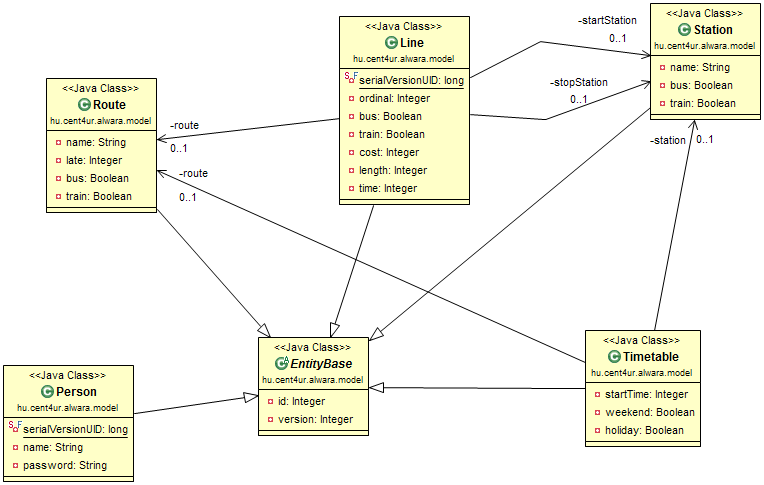 <<Java Class>>
Line
hu.cent4ur.alwara.model
serialVersionUID: long
ordinal: Integer
bus: Boolean
train: Boolean
cost: Integer
length: Integer
time: Integer
<<Java Class>>
Station
hu.cent4ur.alwara.model
name: String
bus: Boolean
train: Boolean
-startStation
0..1
-stopStation
0..1
<<Java Class>>
Route
hu.cent4ur.alwara.model
name: String
late: Integer
bus: Boolean
train: Boolean
-route
0..1
-route
0..1
-station
0..1
<<Java Class>>
EntityBase
hu.cent4ur.alwara.model
id: Integer
version: Integer
<<Java Class>>
Timetable
hu.cent4ur.alwara.model
startTime: Integer
weekend: Boolean
holiday: Boolean
<<Java Class>>
Person
hu.cent4ur.alwara.model
serialVersionUID: long
name: String
password: String